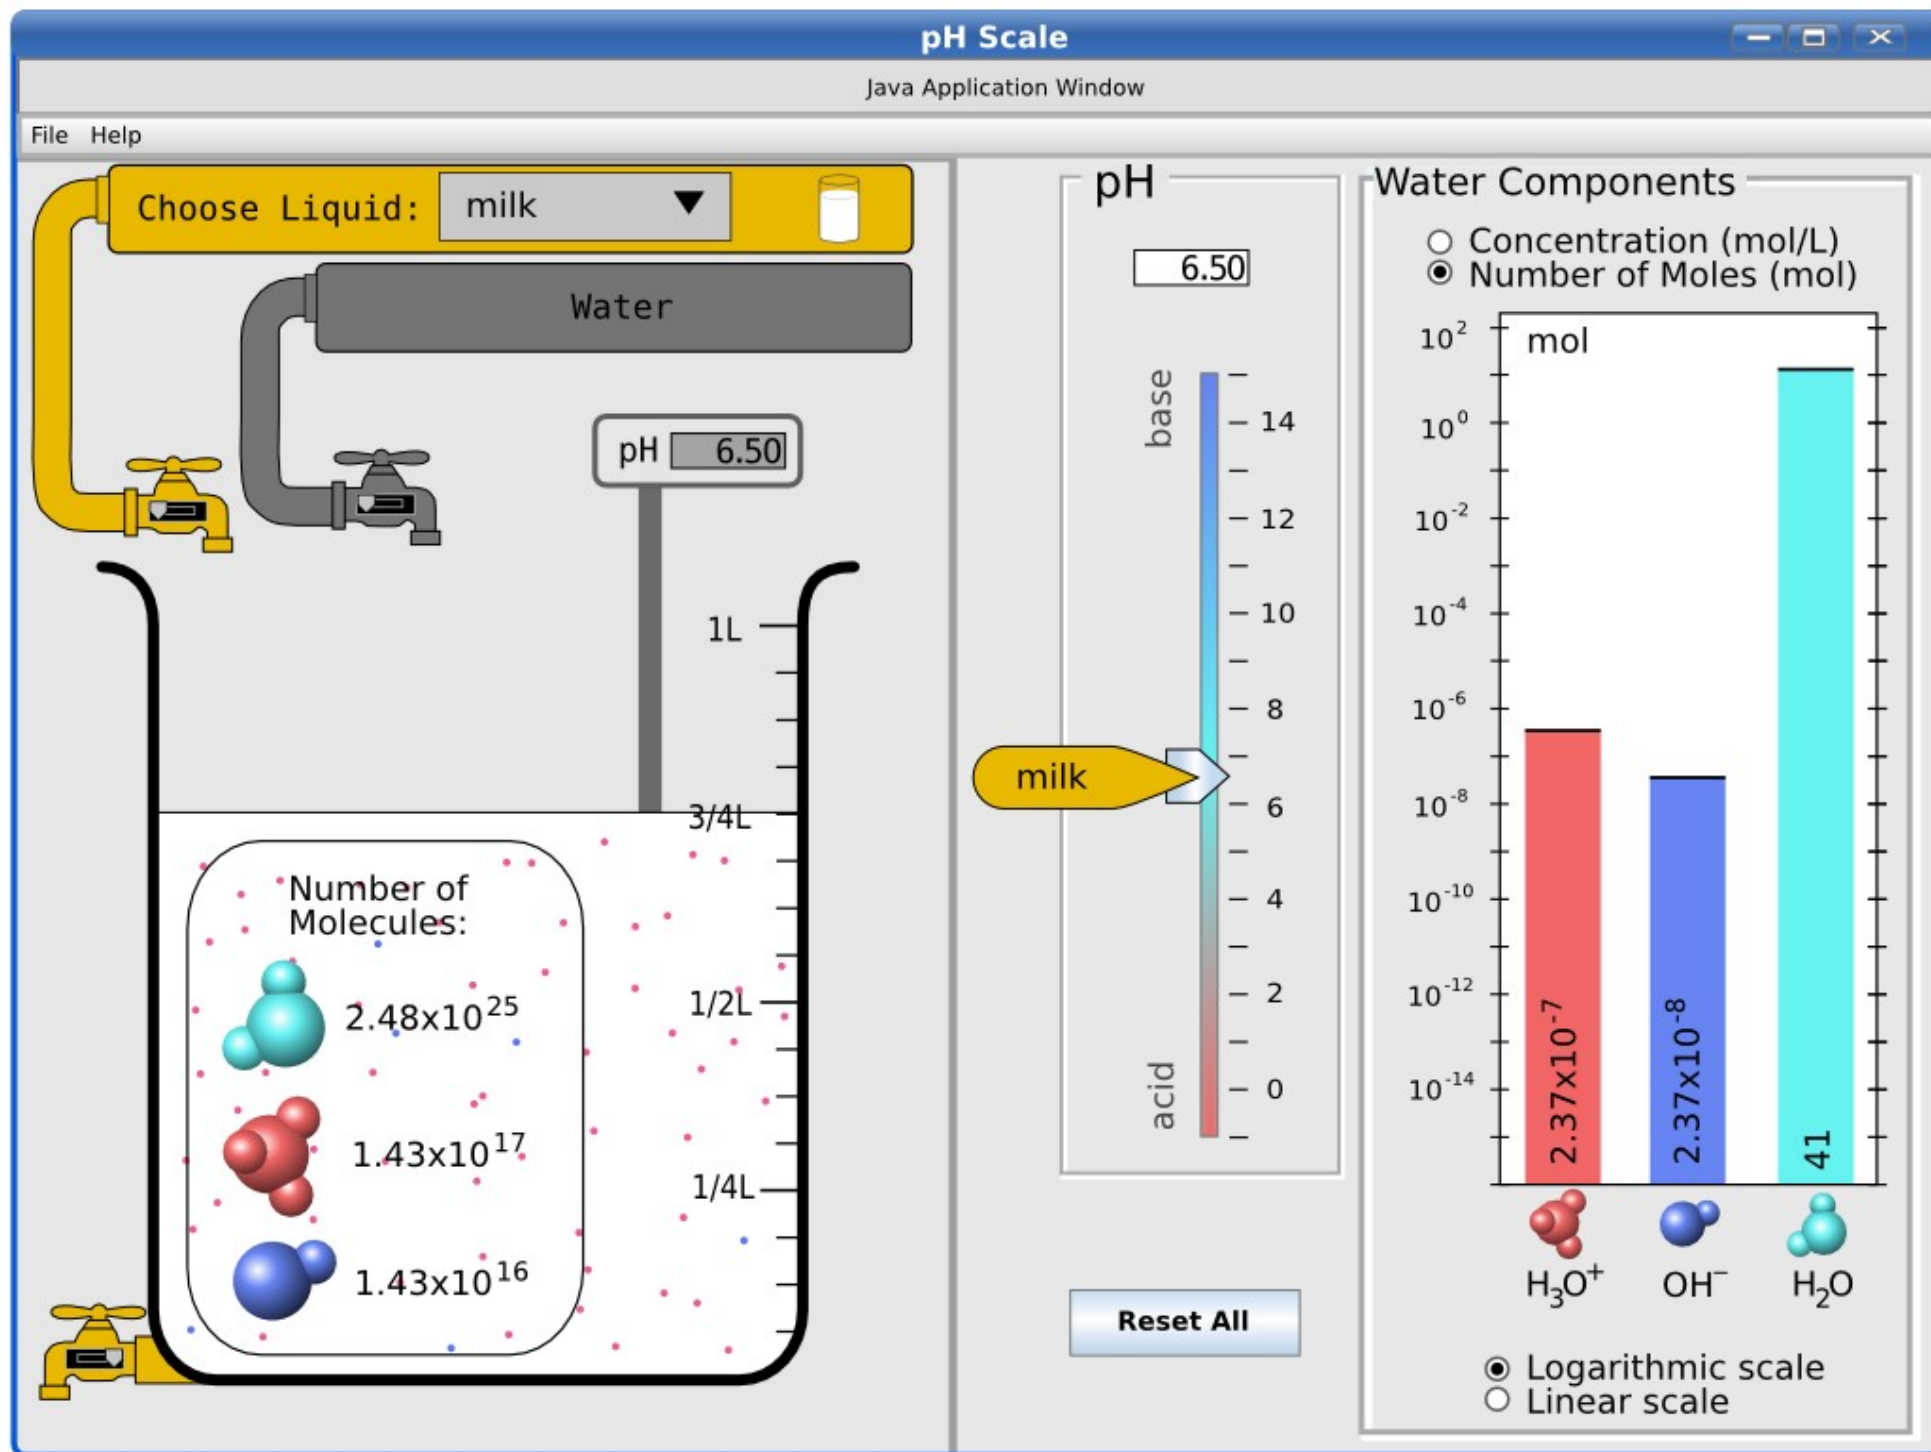 pH Scale
Java Application Window
File Help
Choose Liquid: milk
Water
pH 6.50
1L
3/4L
1/2L
1/4L
Number of
Molecules:
2.48x10^25
1.43x10^17
1.43x10^16
pH
6.50
base
14
12
10
8
6
4
2
0
acid
milk
Reset All
Water Components
Concentration (mol/L)
Number of Moles (mol)
mol
10^2
10^0
10^-2
10^-4
10^-6
10^-8
10^-10
10^-12
10^-14
2.37x10^-7
2.37x10^-8
41
H₃O⁺ OH⁻ H₂O
Logarithmic scale
Linear scale